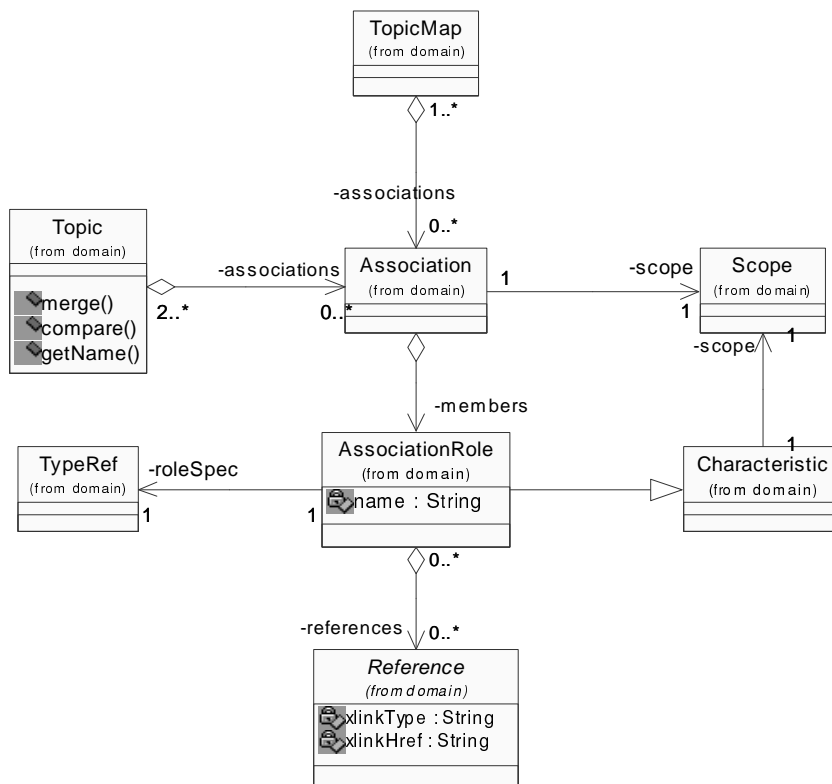 TopicMap
(from domain)
1..*
-associations
0..*
Topic
(from domain)
merge()
compare()
getName()
2..*
-associations
0..*
Association
(from domain)
1
-scope
1
Scope
(from domain)
1
-scope
-members
TypeRef
(from domain)
1
-roleSpec
1
AssociationRole
(from domain)
name : String
1
Characteristic
(from domain)
0..*
-references
0..*
Reference
(from domain)
xlinkType : String
xlinkHref : String